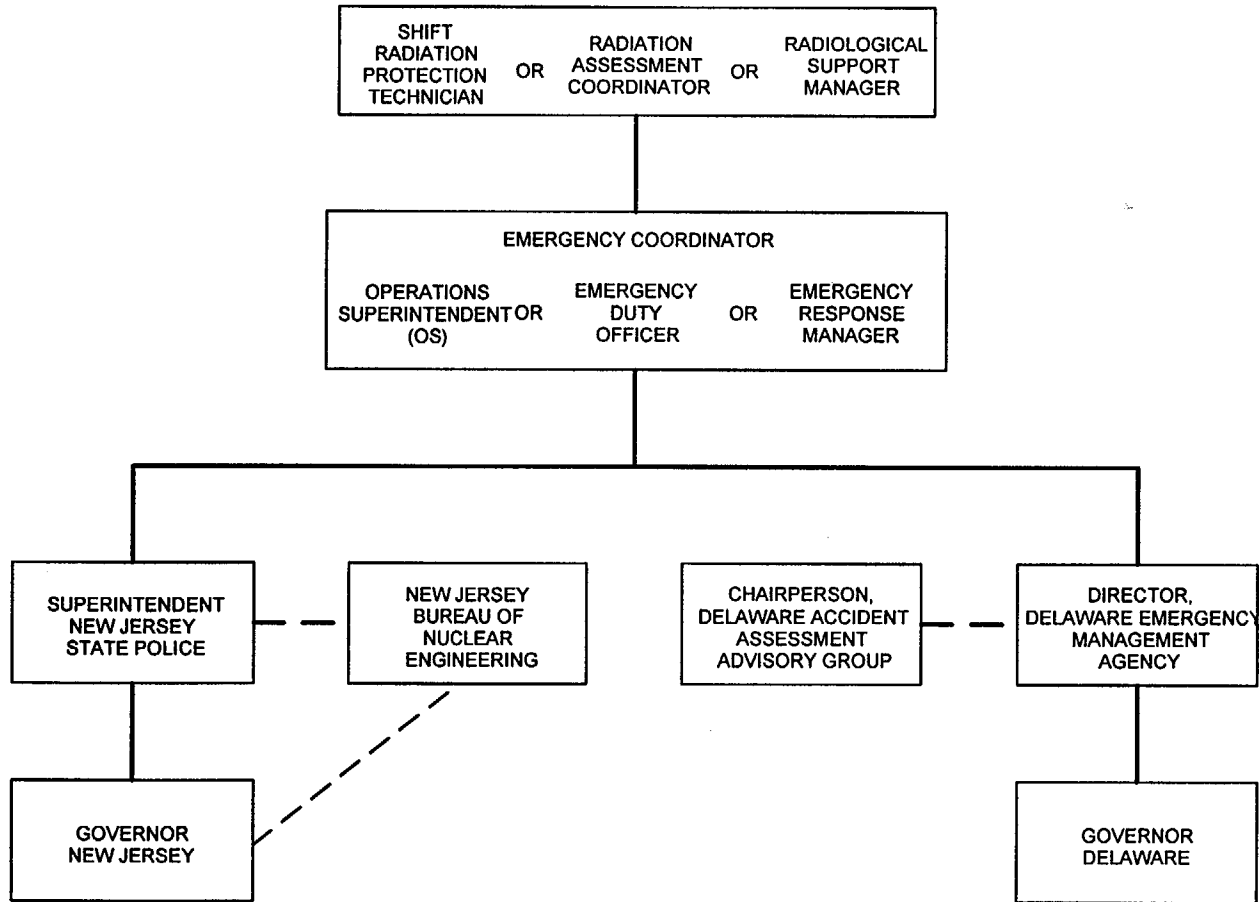 SHIFT
RADIATION
PROTECTION
TECHNICIAN
OR
RADIATION
ASSESSMENT
COORDINATOR
OR
RADIOLOGICAL
SUPPORT
MANAGER
EMERGENCY COORDINATOR
OPERATIONS
SUPERINTENDENT
(OS)
OR
EMERGENCY
DUTY
OFFICER
OR
EMERGENCY
RESPONSE
MANAGER
SUPERINTENDENT
NEW JERSEY
STATE POLICE
NEW JERSEY
BUREAU OF
NUCLEAR
ENGINEERING
CHAIRPERSON,
DELAWARE ACCIDENT
ASSESSMENT
ADVISORY GROUP
DIRECTOR,
DELAWARE EMERGENCY
MANAGEMENT
AGENCY
GOVERNOR
NEW JERSEY
GOVERNOR
DELAWARE